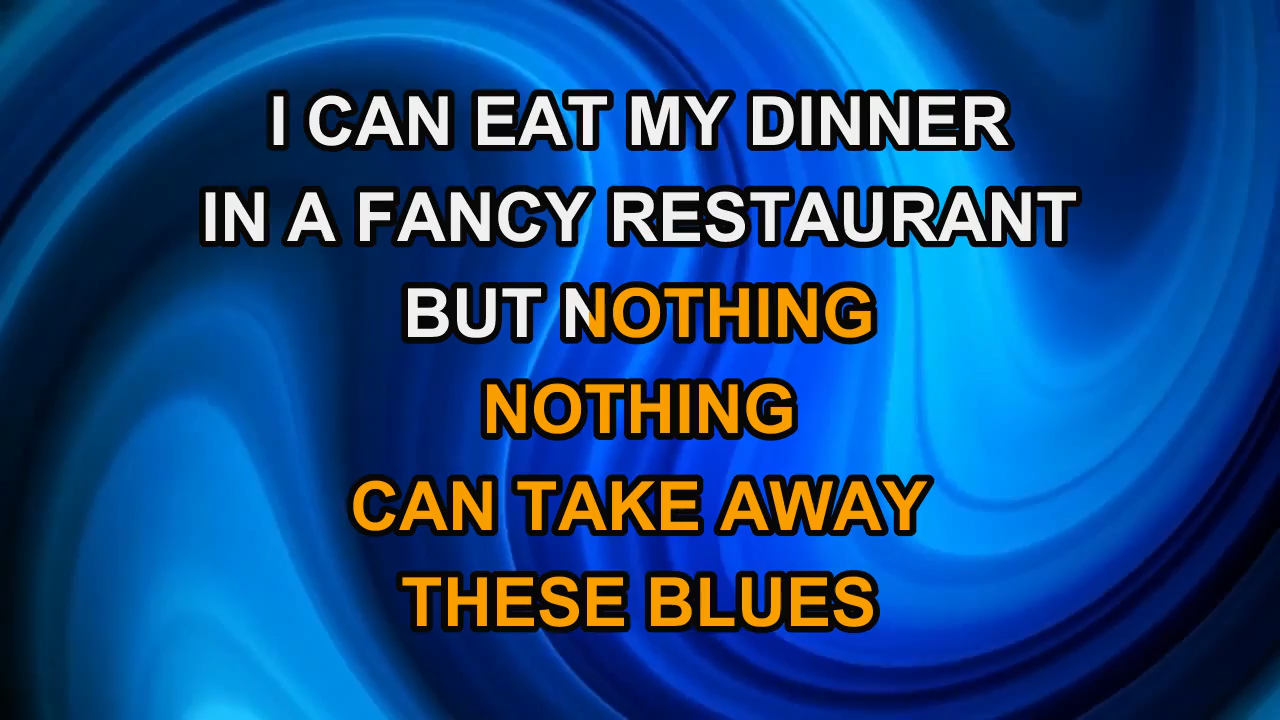 I CAN EAT MY DINNER
IN A FANCY RESTAURANT
BUT NOTHING
NOTHING
CAN TAKE AWAY
THESE BLUES